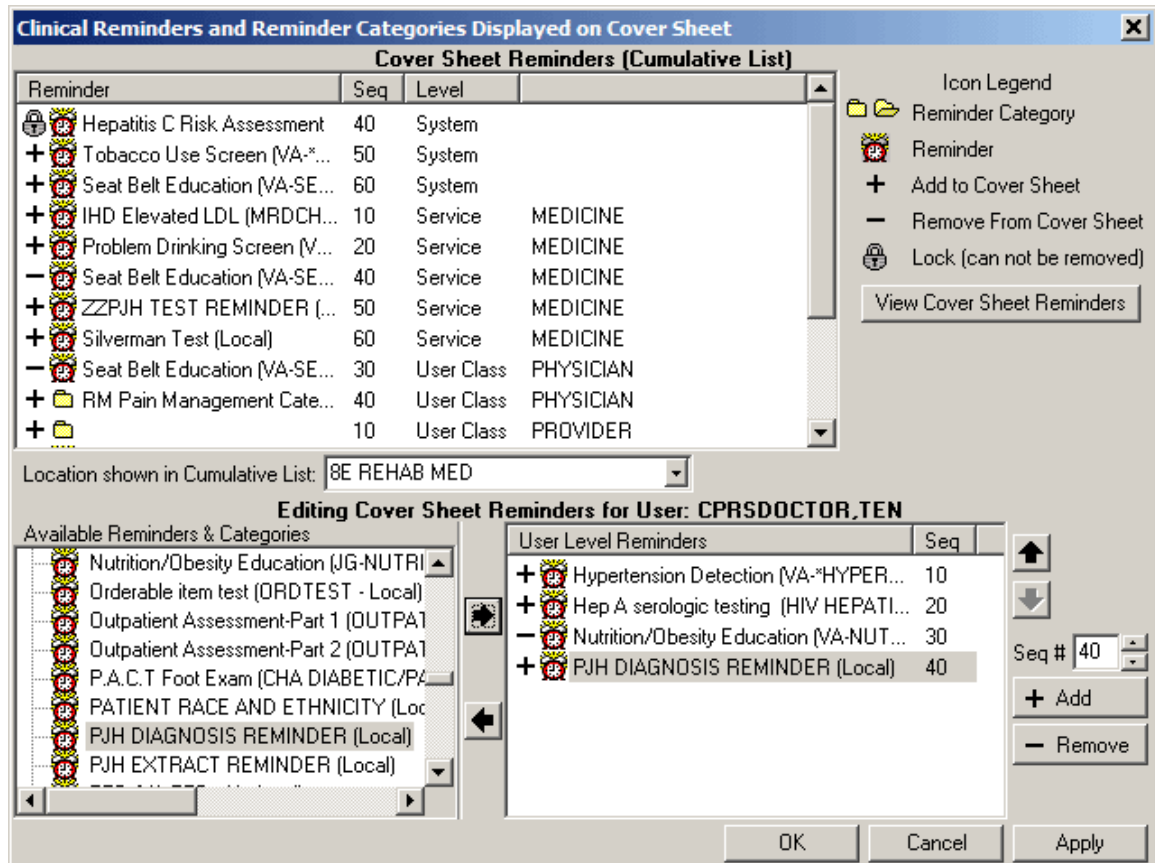 Clinical Reminders and Reminder Categories Displayed on Cover Sheet
Cover Sheet Reminders (Cumulative List)
Reminder Seq Level
Hepatitis C Risk Assessment 40 System
+ Tobacco Use Screen (VA-*... 50 System
+ Seat Belt Education (VA-SE... 60 System
+ IHD Elevated LDL (MRDCH... 10 Service MEDICINE
+ Problem Drinking Screen (V... 20 Service MEDICINE
− Seat Belt Education (VA-SE... 40 Service MEDICINE
+ ZZPJH TEST REMINDER (... 50 Service MEDICINE
+ Silverman Test (Local) 60 Service MEDICINE
− Seat Belt Education (VA-SE... 30 User Class PHYSICIAN
+ RM Pain Management Cate... 40 User Class PHYSICIAN
+ 10 User Class PROVIDER
Icon Legend
Reminder Category
Reminder
+ Add to Cover Sheet
− Remove From Cover Sheet
Lock (can not be removed)
View Cover Sheet Reminders
Location shown in Cumulative List: 8E REHAB MED
Editing Cover Sheet Reminders for User: CPRSDOCTOR,TEN
Available Reminders & Categories
Nutrition/Obesity Education (JG-NUTRI
Orderable item test (ORDTEST - Local)
Outpatient Assessment-Part 1 (OUTPAT
Outpatient Assessment-Part 2 (OUTPAT
P.A.C.T Foot Exam (CHA DIABETIC/PA
PATIENT RACE AND ETHNICITY (Loc
PJH DIAGNOSIS REMINDER (Local)
PJH EXTRACT REMINDER (Local)
User Level Reminders Seq
+ Hypertension Detection (VA-*HYPER... 10
+ Hep A serologic testing (HIV HEPATI... 20
− Nutrition/Obesity Education (VA-NUT... 30
+ PJH DIAGNOSIS REMINDER (Local) 40
Seq # 40
+ Add
− Remove
OK Cancel Apply